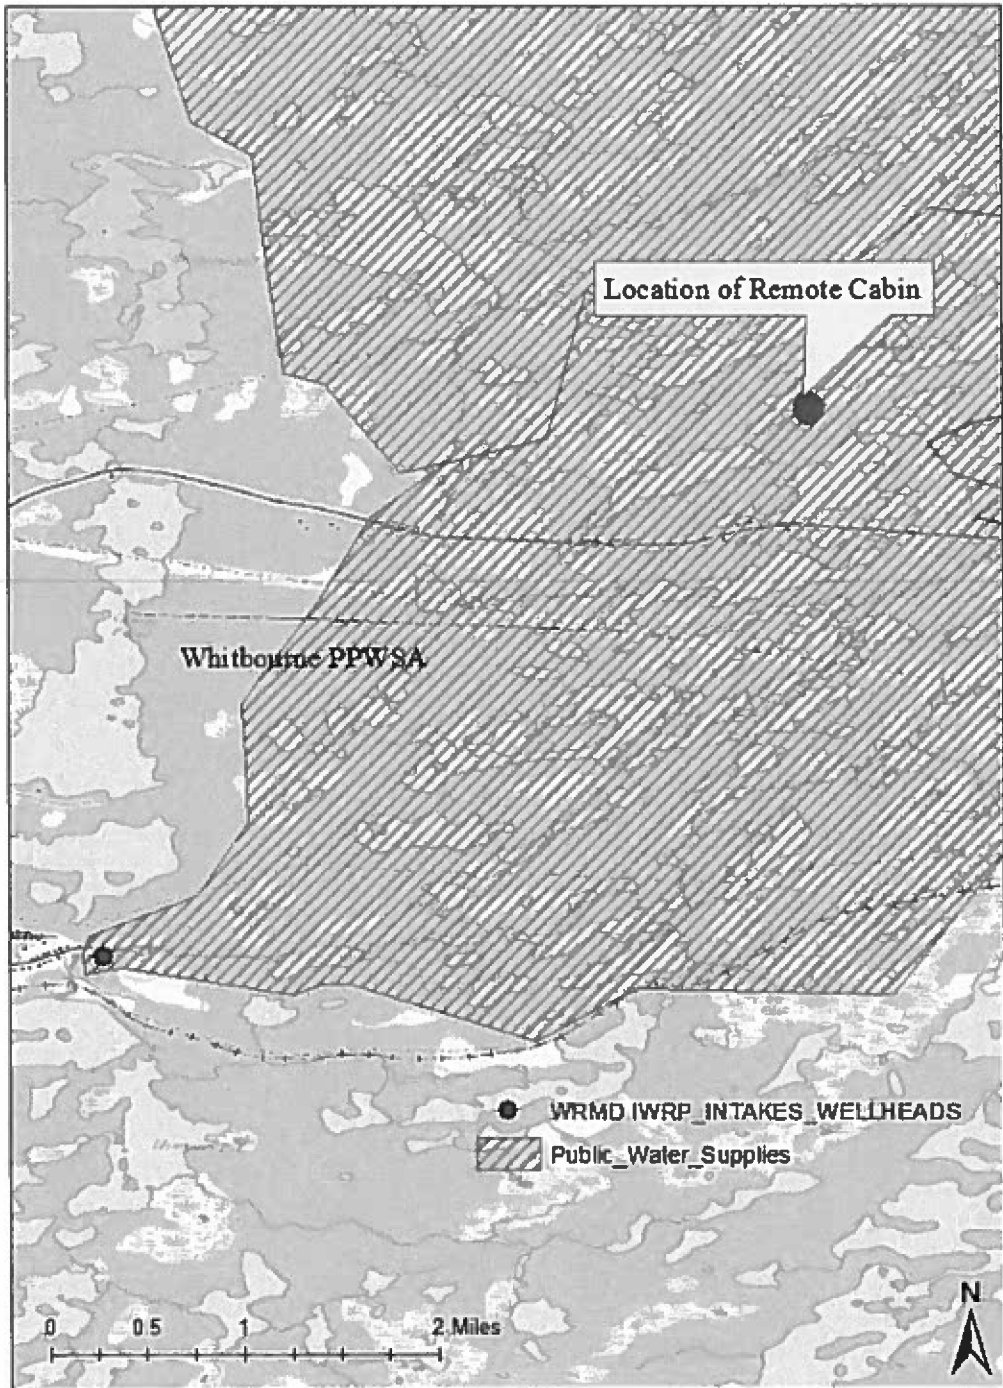 Location of Remote Cabin
Whitbourne PPWSA
WRMD.IWRP_INTAKES_WELLHEADS
Public_Water_Supplies
N
0 0.5 1 2 Miles